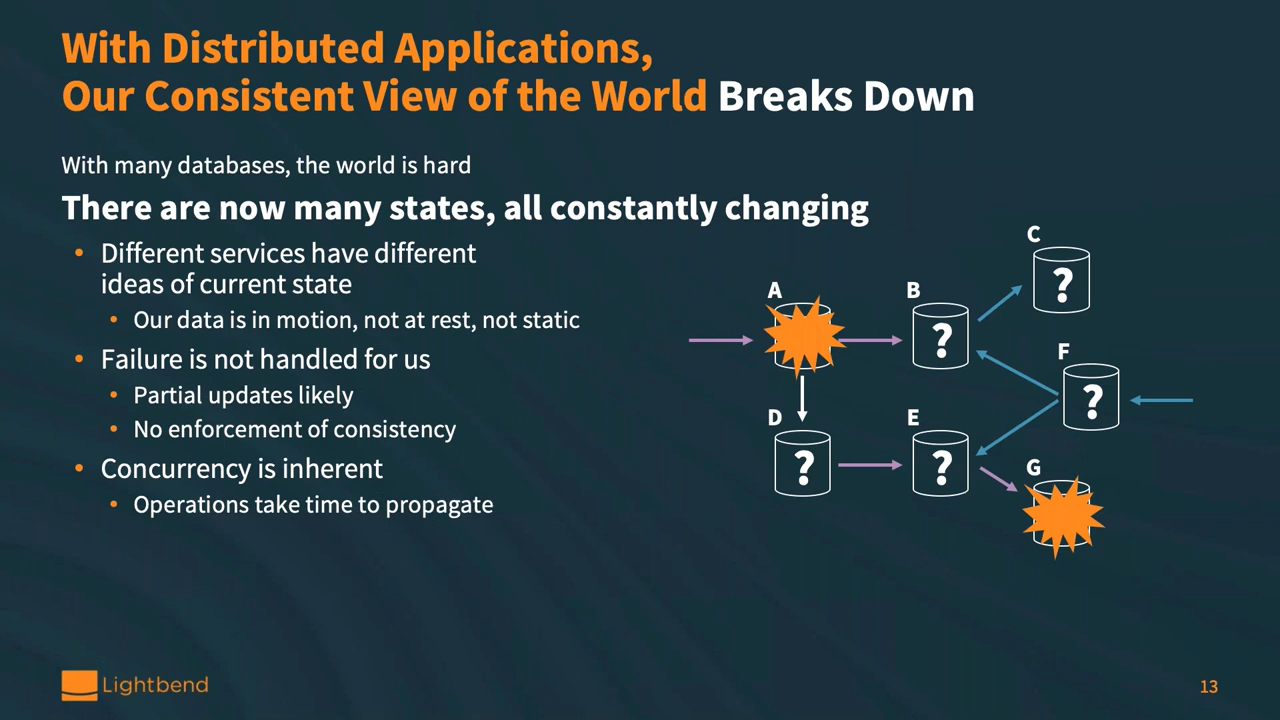 With Distributed Applications,
Our Consistent View of the World Breaks Down
With many databases, the world is hard
There are now many states, all constantly changing
• Different services have different
ideas of current state
• Our data is in motion, not at rest, not static
• Failure is not handled for us
• Partial updates likely
• No enforcement of consistency
• Concurrency is inherent
• Operations take time to propagate
C
?
A
B
?
F
?
D
?
E
?
G
Lightbend
13